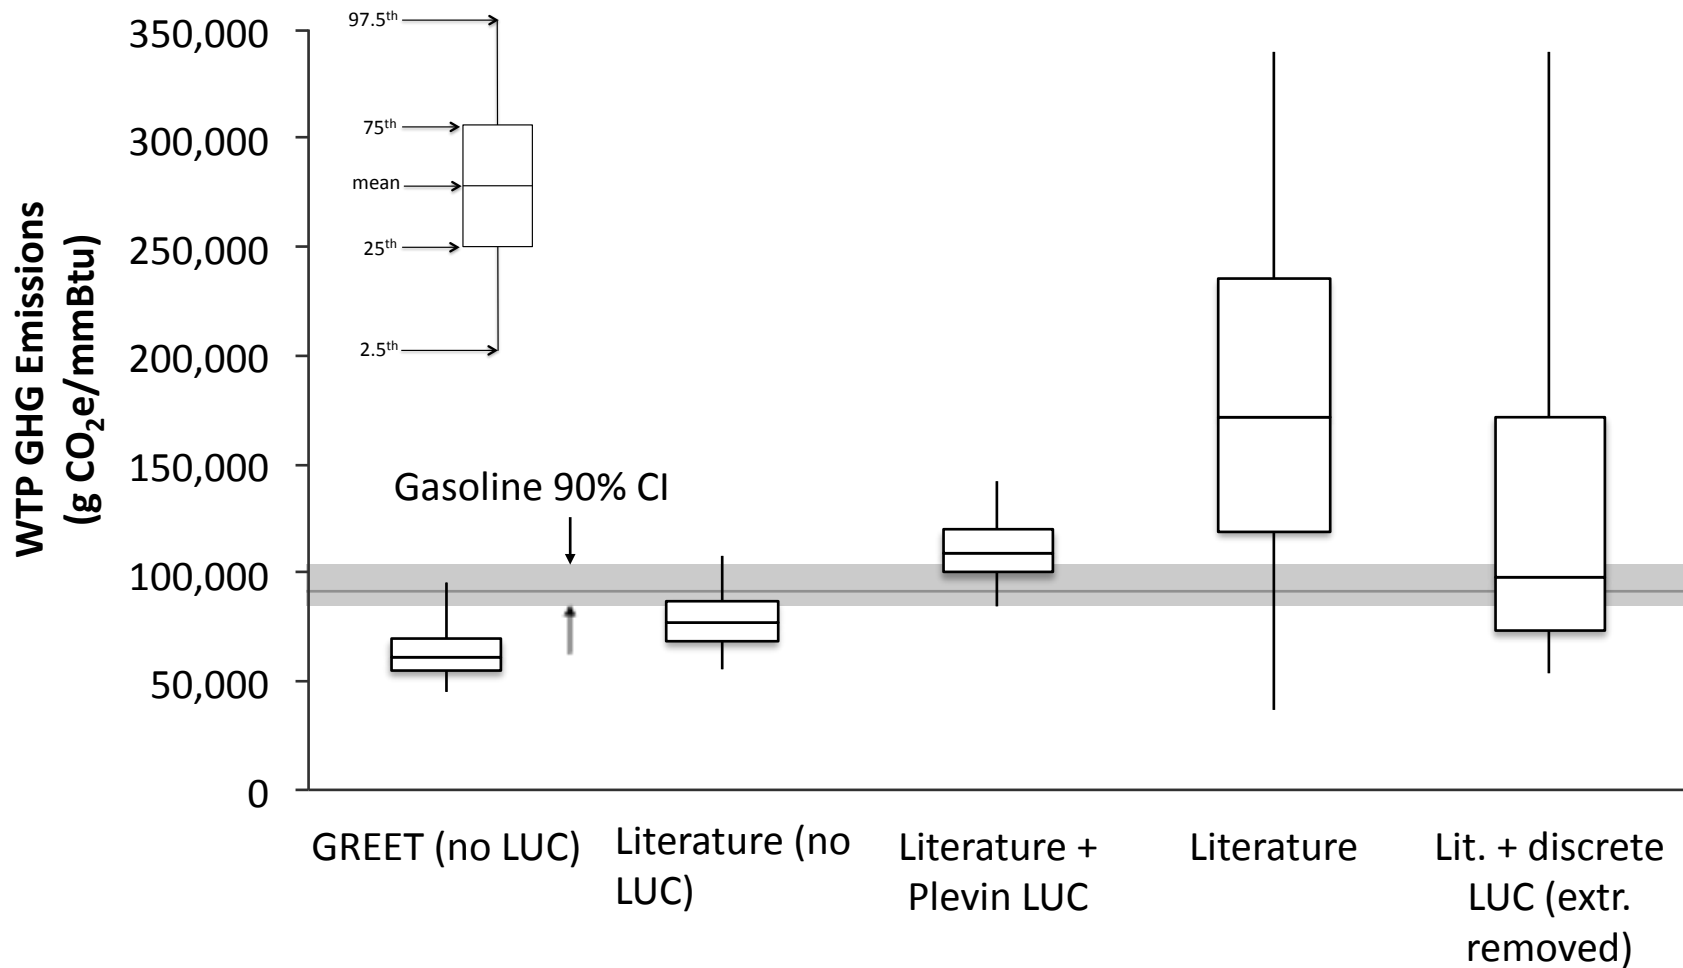 WTP GHG Emissions
(g CO₂e/mmBtu)
350,000
300,000
250,000
200,000
150,000
100,000
50,000
0
97.5th
75th
mean
25th
2.5th
Gasoline 90% CI
GREET (no LUC)
Literature (no
LUC)
Literature +
Plevin LUC
Literature
Lit. + discrete
LUC (extr.
removed)